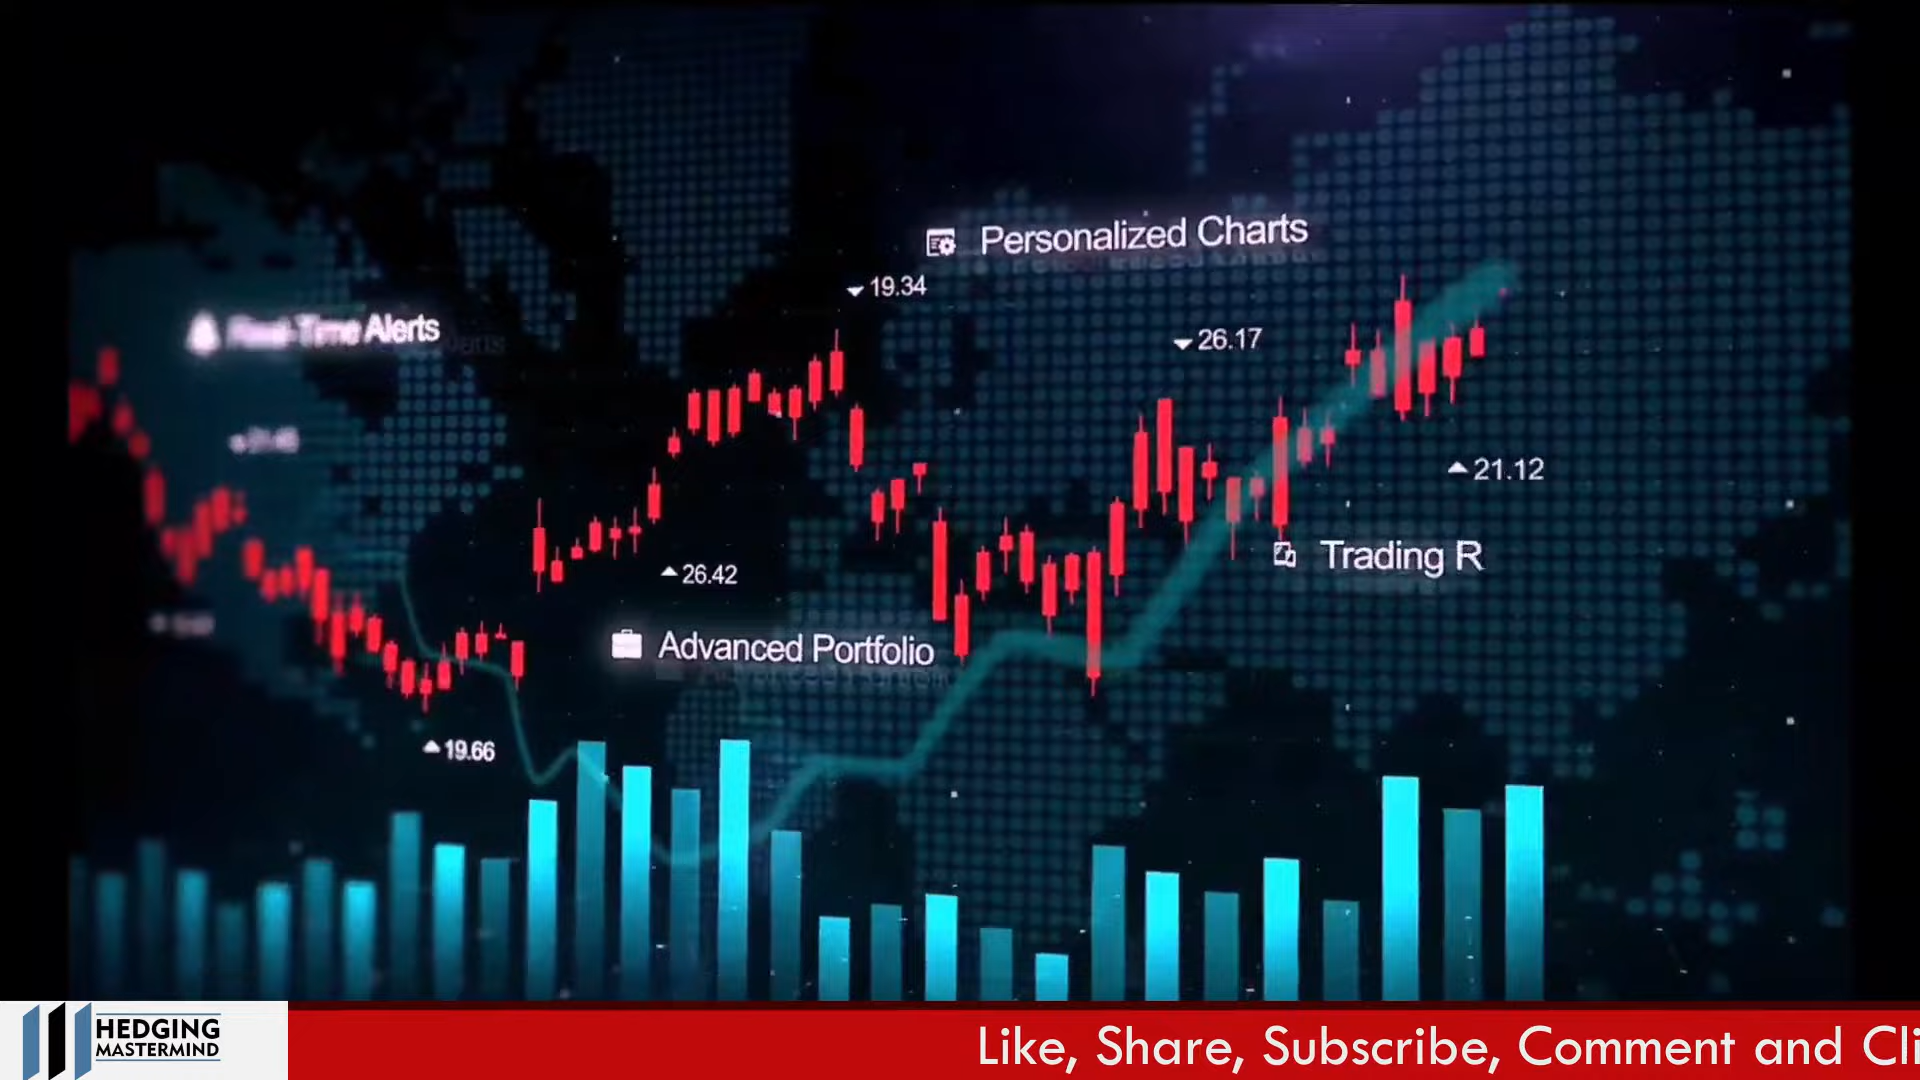 Personalized Charts
19.34
Real-Time Alerts
26.17
21.12
Trading R
26.42
Advanced Portfolio
19.66
HEDGING
MASTERMIND
Like, Share, Subscribe, Comment and Cli